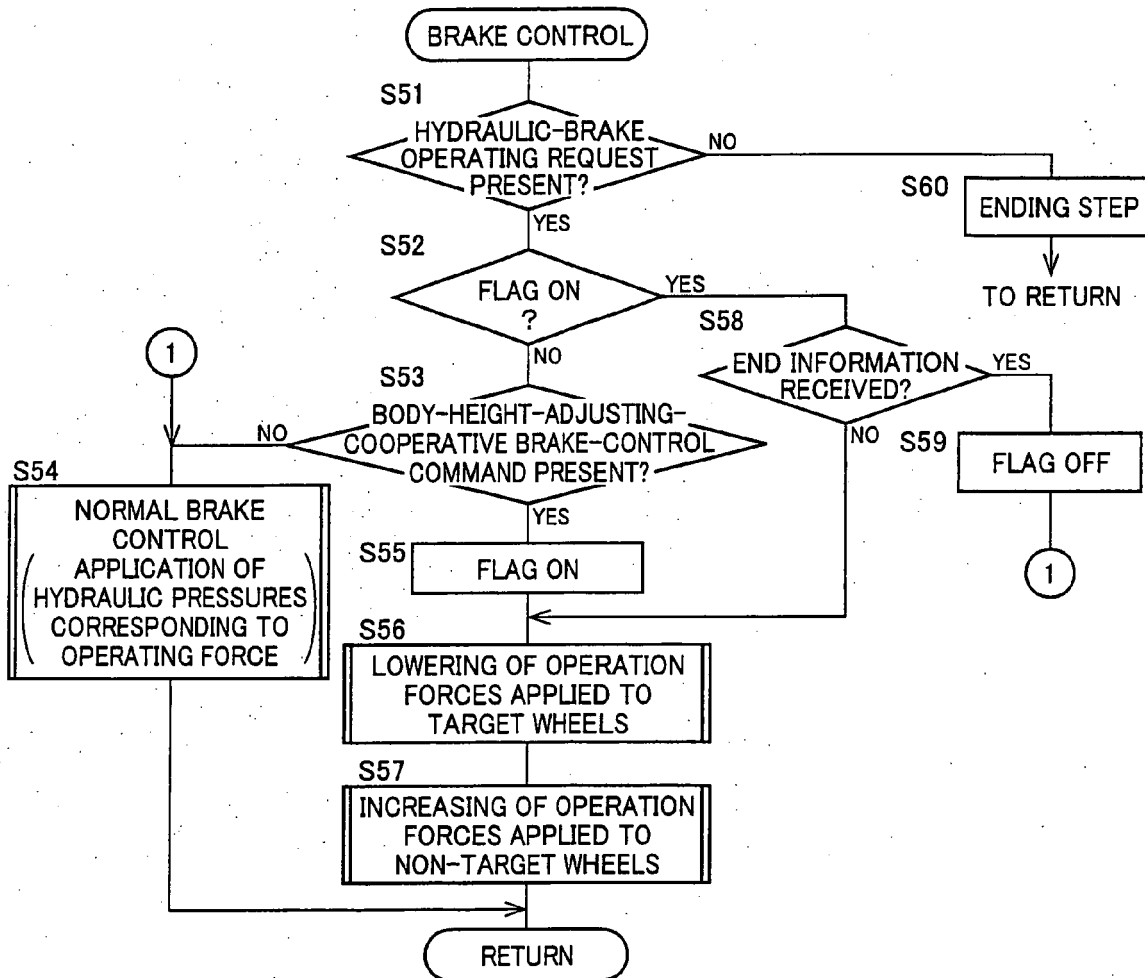 BRAKE CONTROL
S51
HYDRAULIC-BRAKE
OPERATING REQUEST
PRESENT?
NO
YES
S60
ENDING STEP
TO RETURN
S52
FLAG ON
?
YES
NO
S58
END INFORMATION
RECEIVED?
YES
NO
S59
FLAG OFF
1
1
S53
BODY-HEIGHT-ADJUSTING-
COOPERATIVE BRAKE-CONTROL
COMMAND PRESENT?
NO
YES
S54
NORMAL BRAKE
CONTROL
APPLICATION OF
HYDRAULIC PRESSURES
CORRESPONDING TO
OPERATING FORCE
S55
FLAG ON
S56
LOWERING OF OPERATION
FORCES APPLIED TO
TARGET WHEELS
S57
INCREASING OF OPERATION
FORCES APPLIED TO
NON-TARGET WHEELS
RETURN